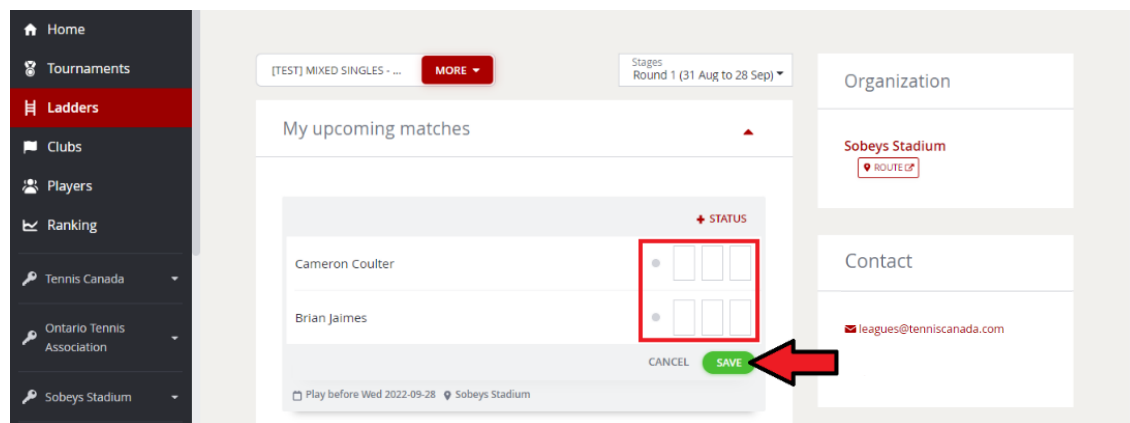 Home
Tournaments
Ladders
Clubs
Players
Ranking
Tennis Canada
Ontario Tennis
Association
Sobeys Stadium
[TEST] MIXED SINGLES - ...
MORE
Stages
Round 1 (31 Aug to 28 Sep)
My upcoming matches
+ STATUS
Cameron Coulter
Brian Jaimes
CANCEL
SAVE
Play before Wed 2022-09-28 Sobeys Stadium
Organization
Sobeys Stadium
ROUTE
Contact
leagues@tenniscanada.com